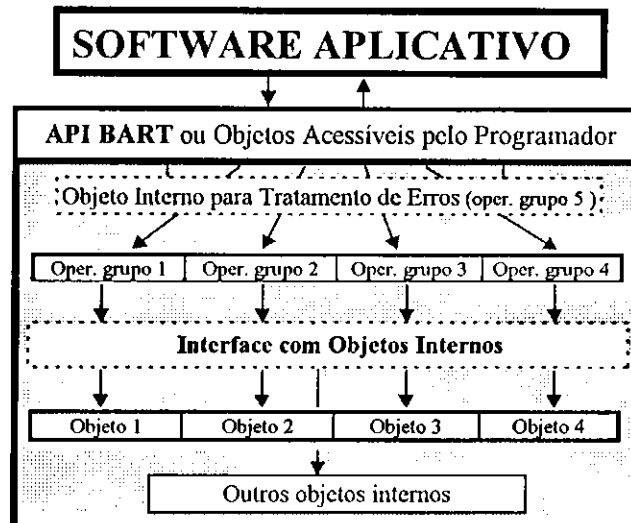 SOFTWARE APLICATIVO
API BART ou Objetos Acessíveis pelo Programador
Objeto Interno para Tratamento de Erros (oper. grupo 5 )
Oper. grupo 1 Oper. grupo 2 Oper. grupo 3 Oper. grupo 4
Interface com Objetos Internos
Objeto 1 Objeto 2 Objeto 3 Objeto 4
Outros objetos internos